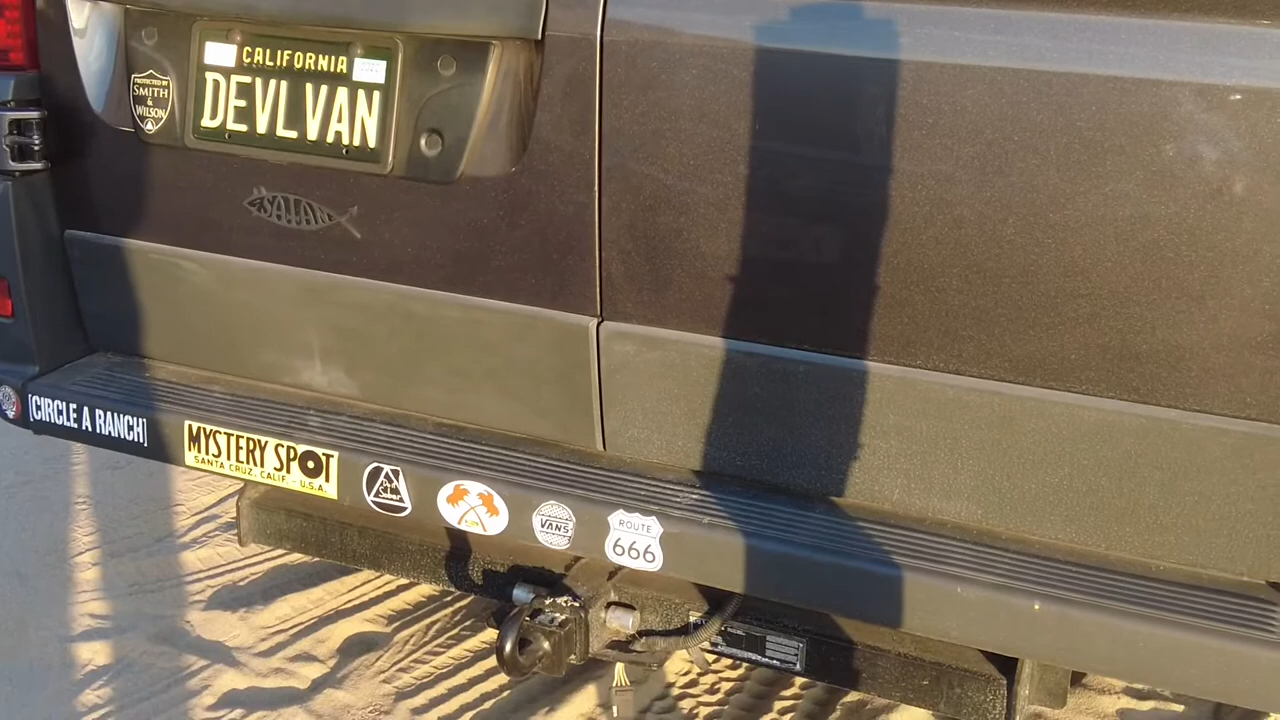 CALIFORNIA
DEVLVAN
PROTECTED BY
SMITH
&
WILSON
SATAN
[CIRCLE A RANCH]
MYSTERY SPOT
SANTA CRUZ, CALIF. - U.S.A.
VANS
ROUTE
666